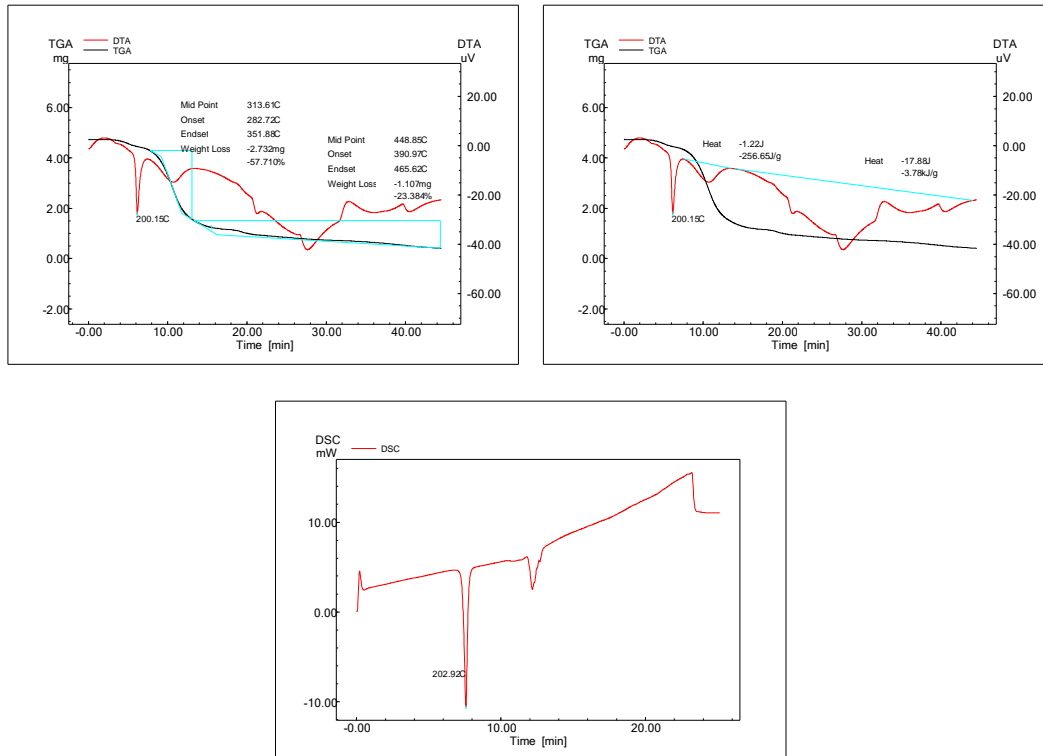 TGA
mg
DTA
TGA
DTA
uV
6.00
4.00
2.00
0.00
-2.00
20.00
0.00
-20.00
-40.00
-60.00
Mid Point 313.61C
Onset 282.72C
Endset 351.88C
Weight Loss -2.732mg
-57.710%
Mid Point 448.85C
Onset 390.97C
Endset 465.62C
Weight Loss -1.107mg
-23.384%
200.15C
-0.00 10.00 20.00 30.00 40.00
Time [min]
TGA
mg
DTA
TGA
DTA
uV
6.00
4.00
2.00
0.00
-2.00
20.00
0.00
-20.00
-40.00
-60.00
Heat -1.22J
-256.65J/g
Heat -17.88J
-3.78kJ/g
200.15C
-0.00 10.00 20.00 30.00 40.00
Time [min]
DSC
mW
DSC
10.00
0.00
-10.00
202.92C
-0.00 10.00 20.00
Time [min]